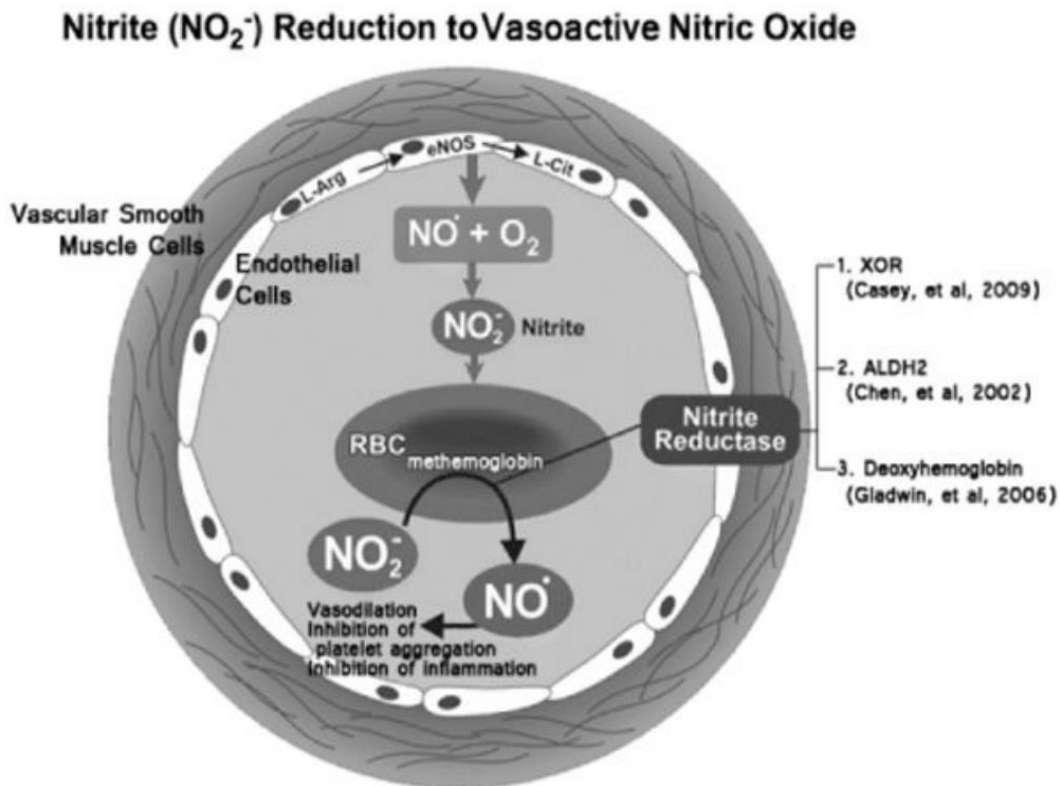 Nitrite (NO₂⁻) Reduction to Vasoactive Nitric Oxide
L-Arg
eNOS
L-Cit
Vascular Smooth
Muscle Cells
Endothelial
Cells
NO• + O₂
NO₂⁻ Nitrite
RBC methemoglobin
Nitrite
Reductase
1. XOR
(Casey, et al, 2009)
2. ALDH2
(Chen, et al, 2002)
3. Deoxyhemoglobin
(Gladwin, et al, 2006)
NO₂⁻
NO•
Vasodilation
Inhibition of
platelet aggregation
Inhibition of inflammation